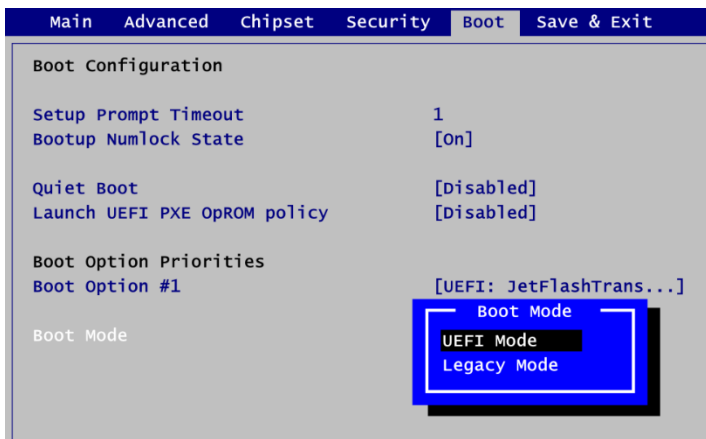 Main Advanced Chipset Security Boot Save & Exit
Boot Configuration
Setup Prompt Timeout 1
Bootup Numlock State [On]
Quiet Boot [Disabled]
Launch UEFI PXE OpROM policy [Disabled]
Boot Option Priorities
Boot Option #1 [UEFI: JetFlashTrans...]
Boot Mode
Boot Mode
UEFI Mode
Legacy Mode